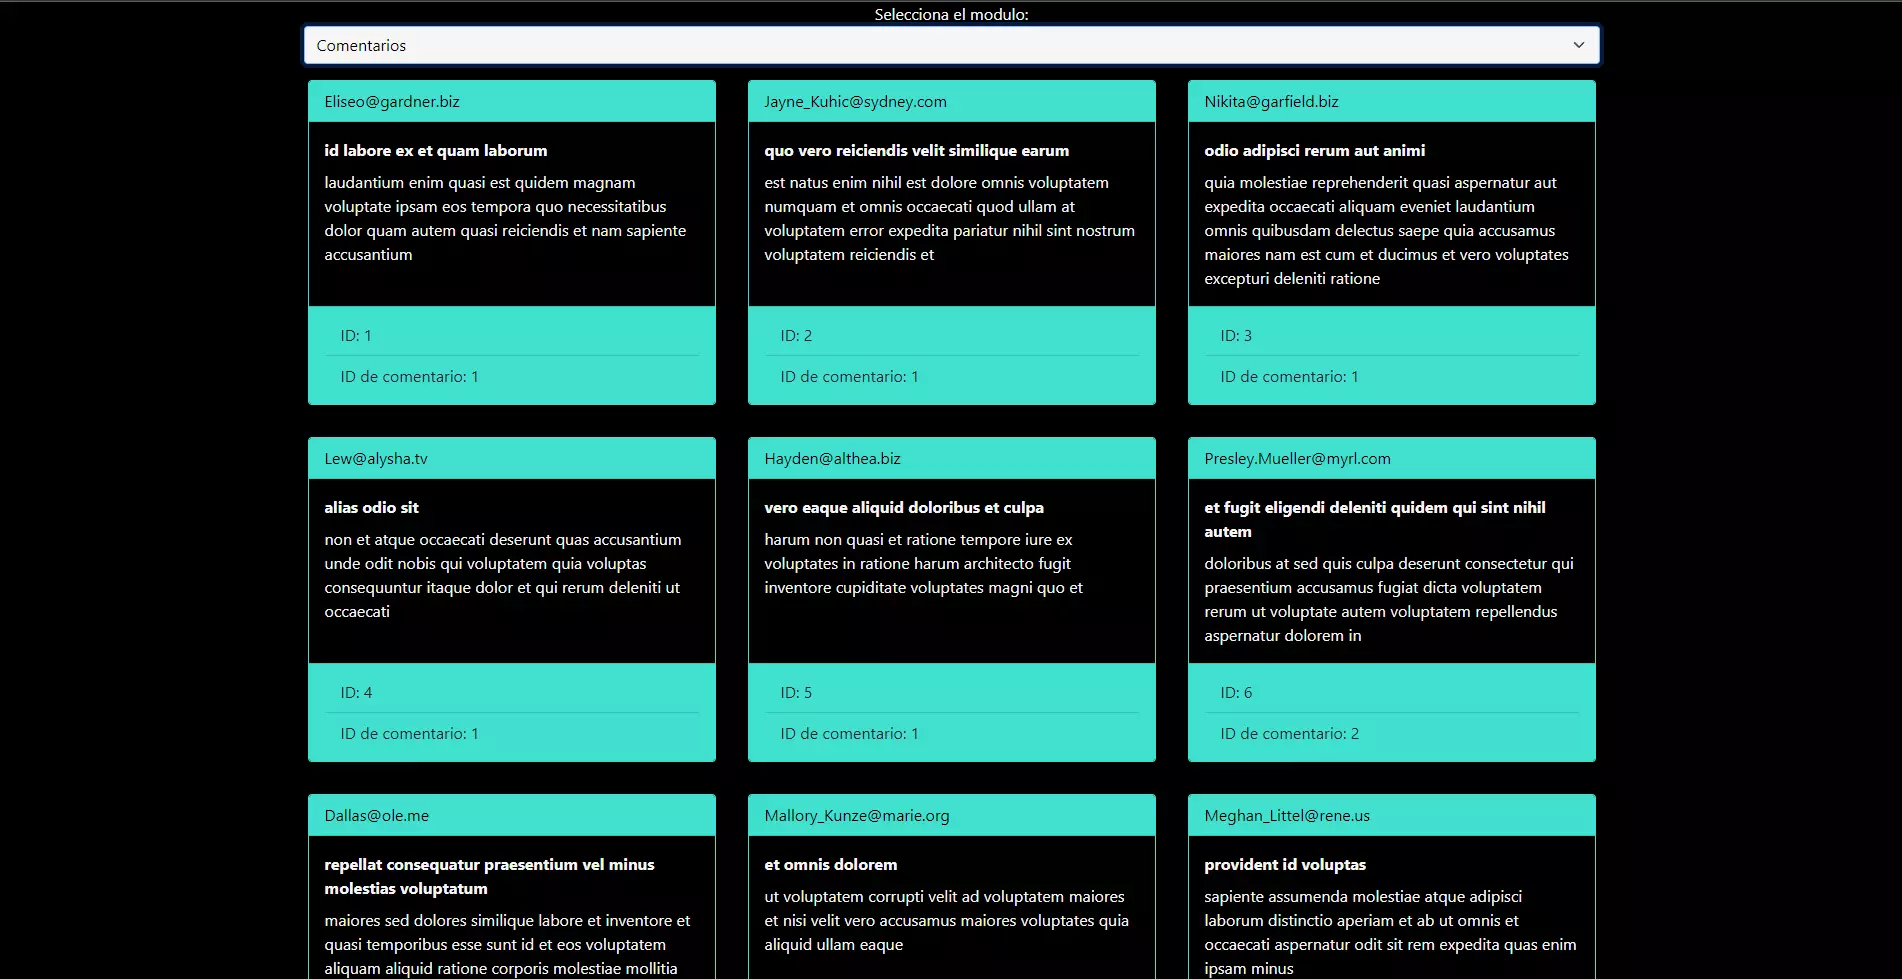 Selecciona el modulo:
Comentarios
Eliseo@gardner.biz
id labore ex et quam laborum
laudantium enim quasi est quidem magnam
voluptate ipsam eos tempora quo necessitatibus
dolor quam autem quasi reiciendis et nam sapiente
accusantium
ID: 1
ID de comentario: 1
Jayne_Kuhic@sydney.com
quo vero reiciendis velit similique earum
est natus enim nihil est dolore omnis voluptatem
numquam et omnis occaecati quod ullam at
voluptatem error expedita pariatur nihil sint nostrum
voluptatem reiciendis et
ID: 2
ID de comentario: 1
Nikita@garfield.biz
odio adipisci rerum aut animi
quia molestiae reprehenderit quasi aspernatur aut
expedita occaecati aliquam eveniet laudantium
omnis quibusdam delectus saepe quia accusamus
maiores nam est cum et ducimus et vero voluptates
excepturi deleniti ratione
ID: 3
ID de comentario: 1
Lew@alysha.tv
alias odio sit
non et atque occaecati deserunt quas accusantium
unde odit nobis qui voluptatem quia voluptas
consequuntur itaque dolor et qui rerum deleniti ut
occaecati
ID: 4
ID de comentario: 1
Hayden@althea.biz
vero eaque aliquid doloribus et culpa
harum non quasi et ratione tempore iure ex
voluptates in ratione harum architecto fugit
inventore cupiditate voluptates magni quo et
ID: 5
ID de comentario: 1
Presley.Mueller@myrl.com
et fugit eligendi deleniti quidem qui sint nihil
autem
doloribus at sed quis culpa deserunt consectetur qui
praesentium accusamus fugiat dicta voluptatem
rerum ut voluptate autem voluptatem repellendus
aspernatur dolorem in
ID: 6
ID de comentario: 2
Dallas@ole.me
repellat consequatur praesentium vel minus
molestias voluptatum
maiores sed dolores similique labore et inventore et
quasi temporibus esse sunt id et eos voluptatem
aliquam aliquid ratione corporis molestiae mollitia
Mallory_Kunze@marie.org
et omnis dolorem
ut voluptatem corrupti velit ad voluptatem maiores
et nisi velit vero accusamus maiores voluptates quia
aliquid ullam eaque
Meghan_Littel@rene.us
provident id voluptas
sapiente assumenda molestiae atque adipisci
laborum distinctio aperiam et ab ut omnis et
occaecati aspernatur odit sit rem expedita quas enim
ipsam minus